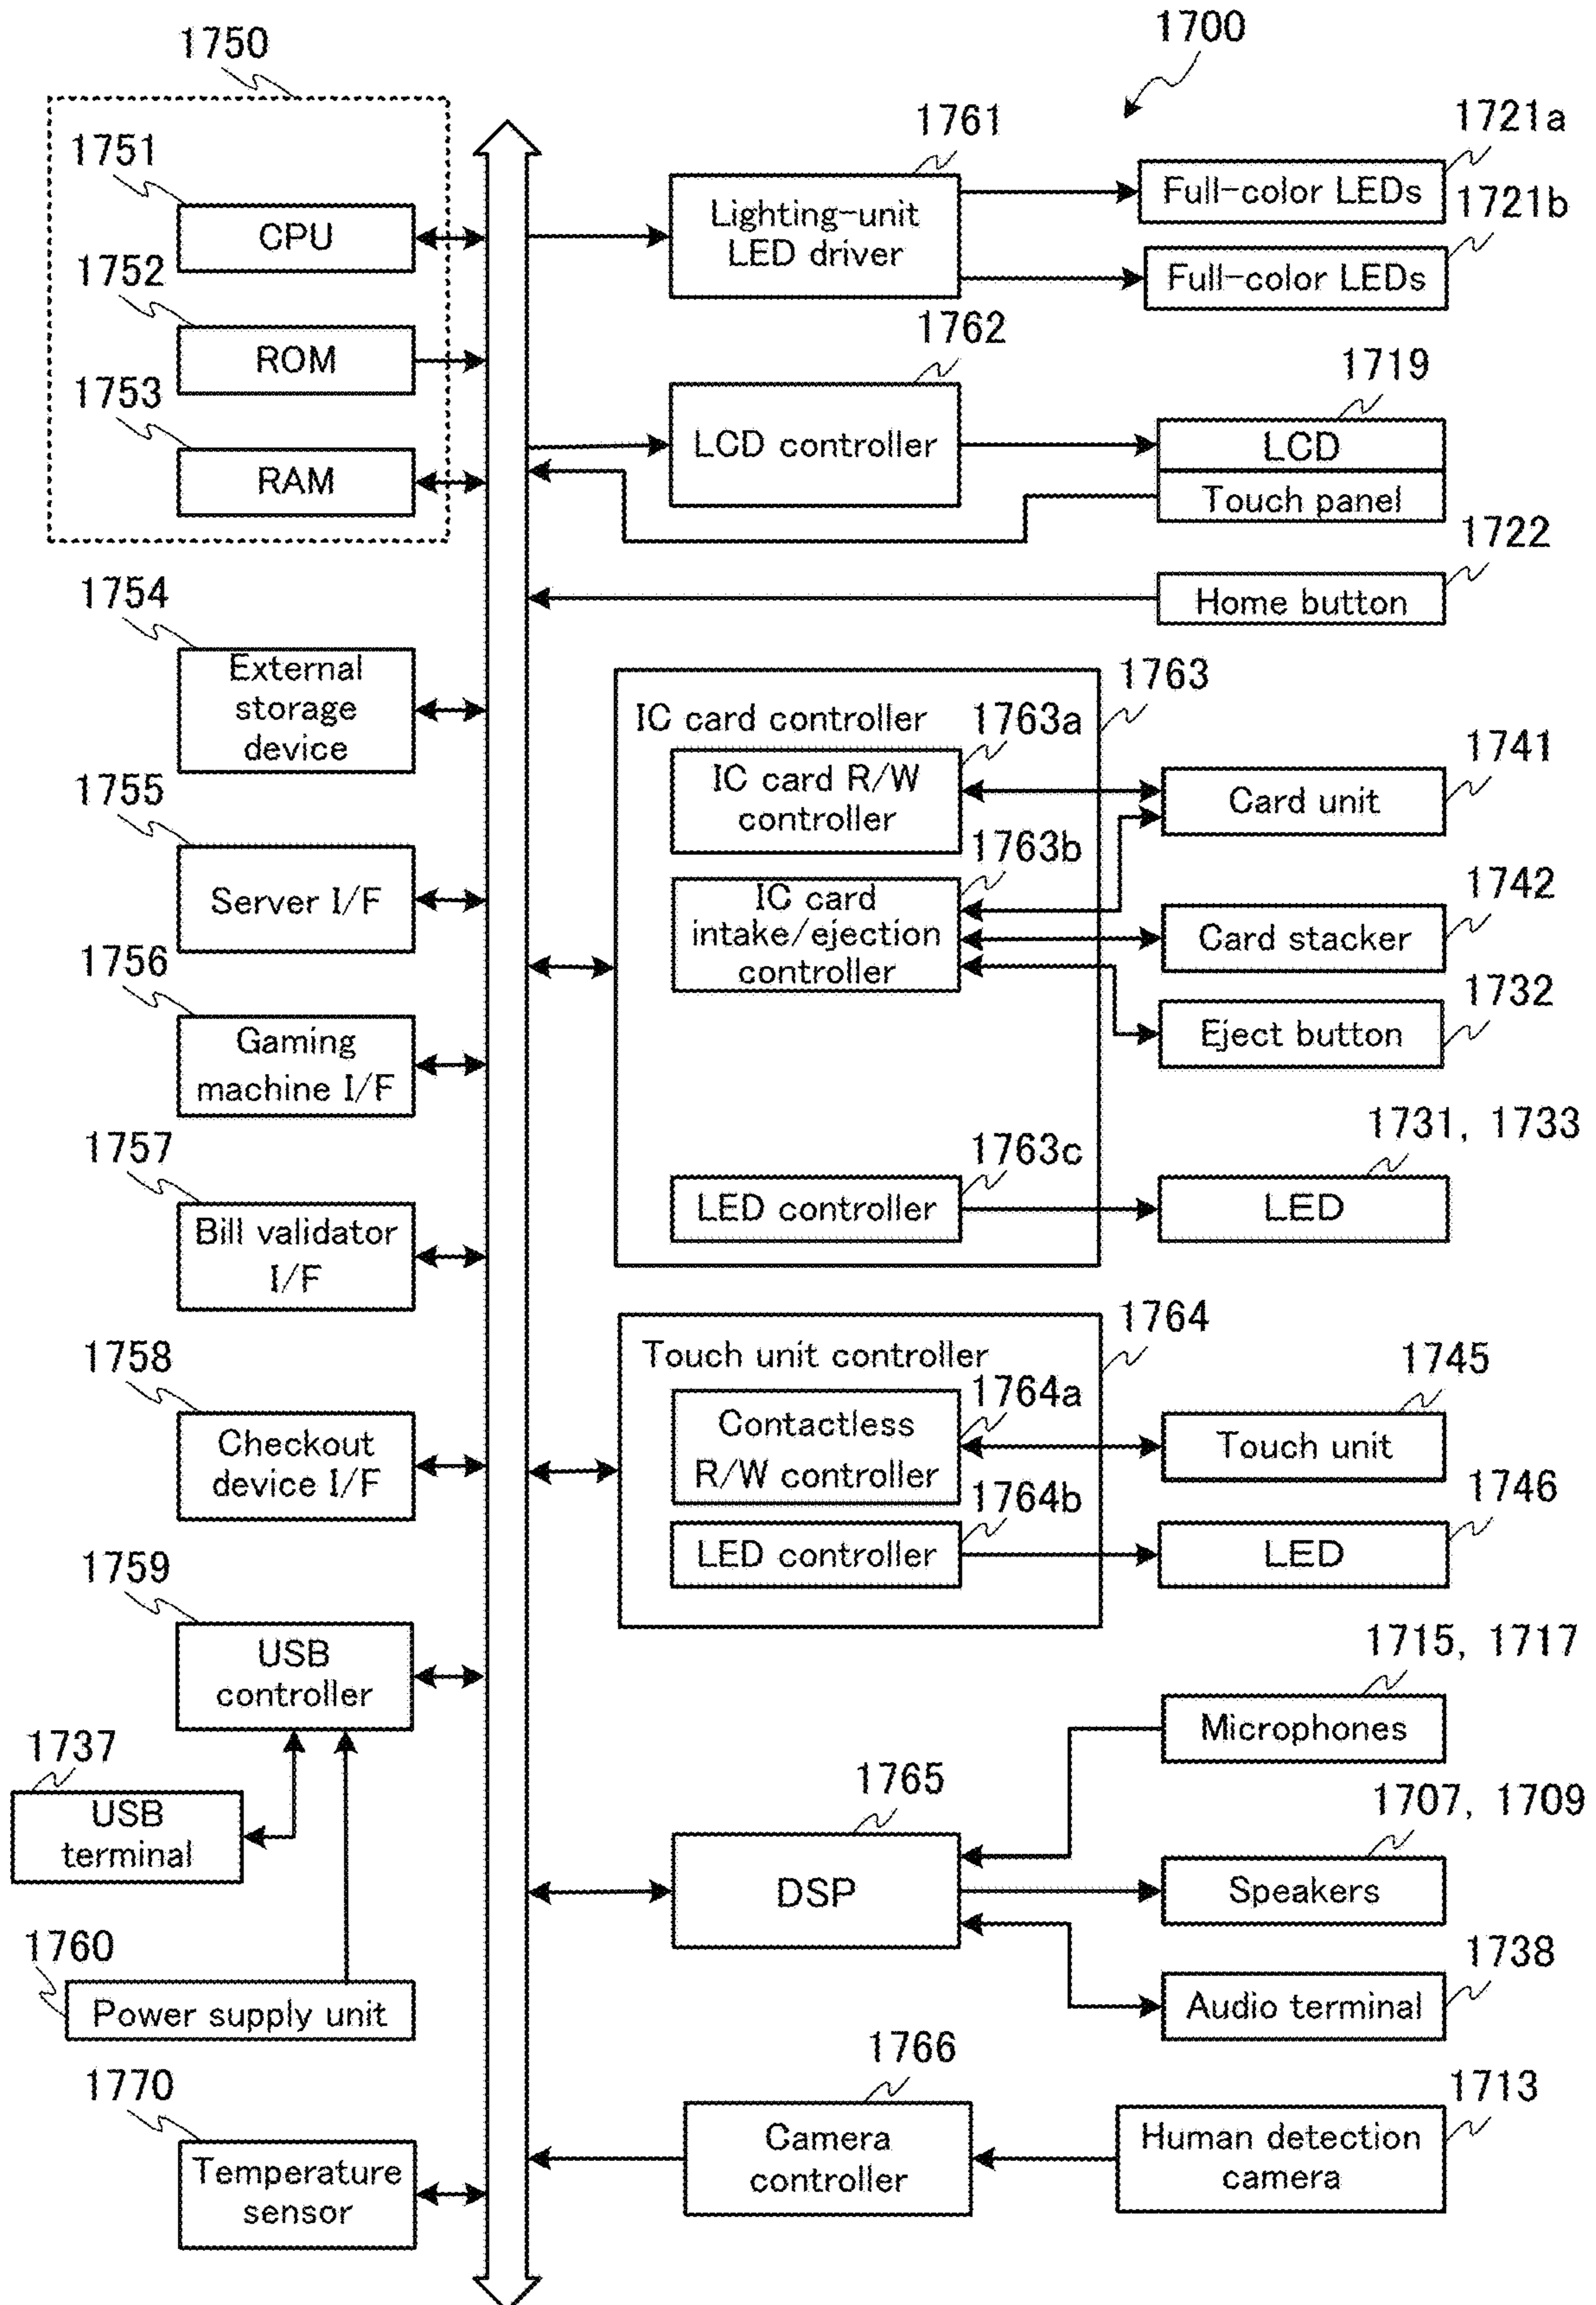 1700
1750
1751
CPU
1752
ROM
1753
RAM
1754
External
storage
device
1755
Server I/F
1756
Gaming
machine I/F
1757
Bill validator
I/F
1758
Checkout
device I/F
1759
USB
controller
1737
USB
terminal
1760
Power supply unit
1770
Temperature
sensor
1761
Lighting-unit
LED driver
1721a
Full-color LEDs
1721b
Full-color LEDs
1762
LCD controller
1719
LCD
Touch panel
1722
Home button
1763
IC card controller
1763a
IC card R/W
controller
1763b
IC card
intake/ejection
controller
1741
Card unit
1742
Card stacker
1732
Eject button
1763c
LED controller
1731, 1733
LED
1764
Touch unit controller
1764a
Contactless
R/W controller
1764b
LED controller
1745
Touch unit
1746
LED
1715, 1717
Microphones
1765
DSP
1707, 1709
Speakers
1738
Audio terminal
1766
Camera
controller
1713
Human detection
camera